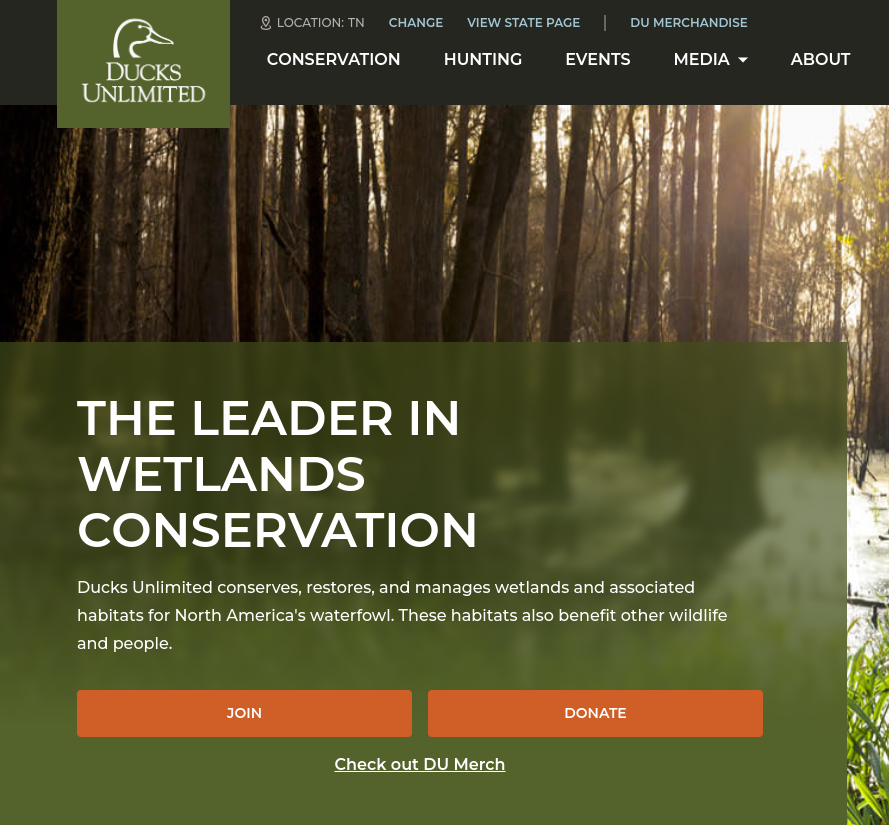 DUCKS
UNLIMITED
LOCATION: TN CHANGE VIEW STATE PAGE | DU MERCHANDISE
CONSERVATION HUNTING EVENTS MEDIA ABOUT
THE LEADER IN
WETLANDS
CONSERVATION
Ducks Unlimited conserves, restores, and manages wetlands and associated
habitats for North America's waterfowl. These habitats also benefit other wildlife
and people.
JOIN DONATE
Check out DU Merch